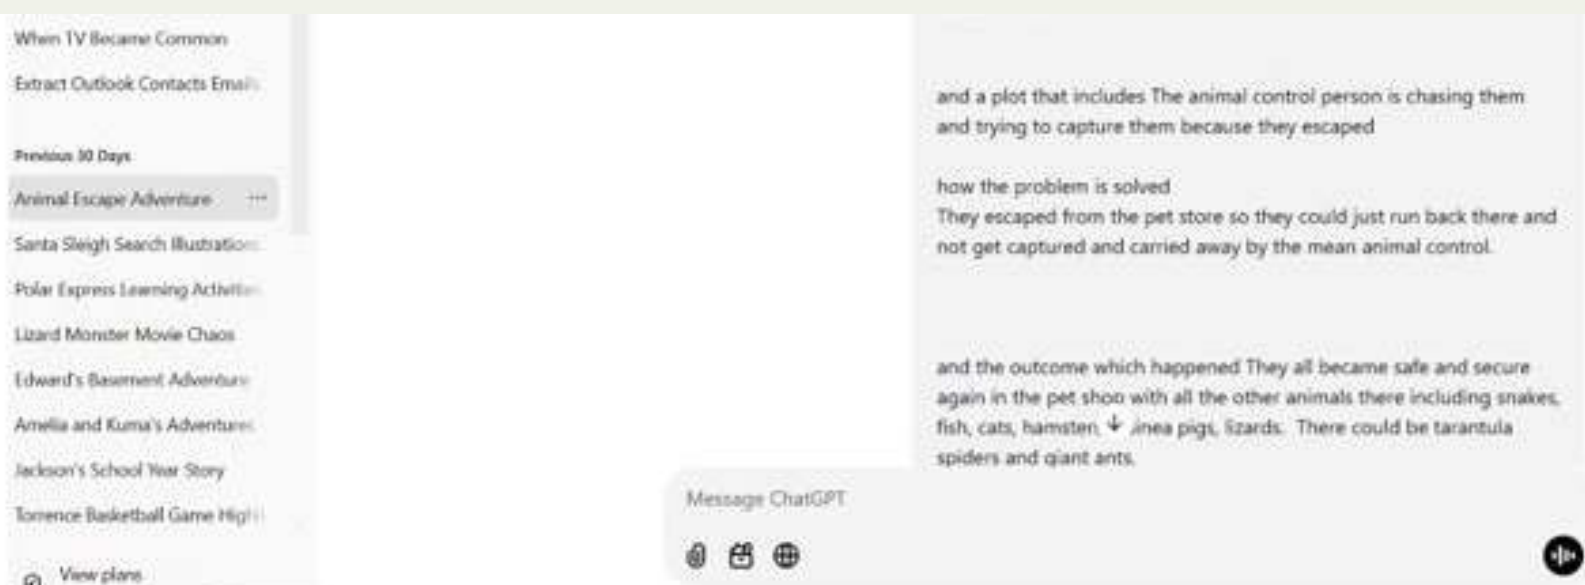 When TV Became Common
Extract Outlook Contacts Emails
Previous 30 Days
Animal Escape Adventure ...
Santa Sleigh Search Illustration
Polar Express Learning Activities
Lizard Monster Movie Chaos
Edward's Basement Adventure
Amelia and Kuma's Adventures
Jackson's School Year Story
Torrence Basketball Game High
View plans
and a plot that includes The animal control person is chasing them
and trying to capture them because they escaped
how the problem is solved
They escaped from the pet store so they could just run back there and
not get captured and carried away by the mean animal control.
and the outcome which happened They all became safe and secure
again in the pet shop with all the other animals there including snakes,
fish, cats, hamster, inea pigs, lizards. There could be tarantula
spiders and giant ants.
Message ChatGPT